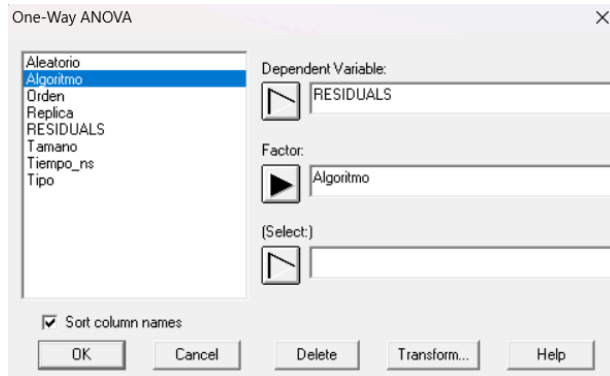 One-Way ANOVA
Aleatorio
Algoritmo
Orden
Replica
RESIDUALS
Tamano
Tiempo_ns
Tipo
Dependent Variable:
RESIDUALS
Factor:
Algoritmo
(Select:)
Sort column names
OK Cancel Delete Transform... Help